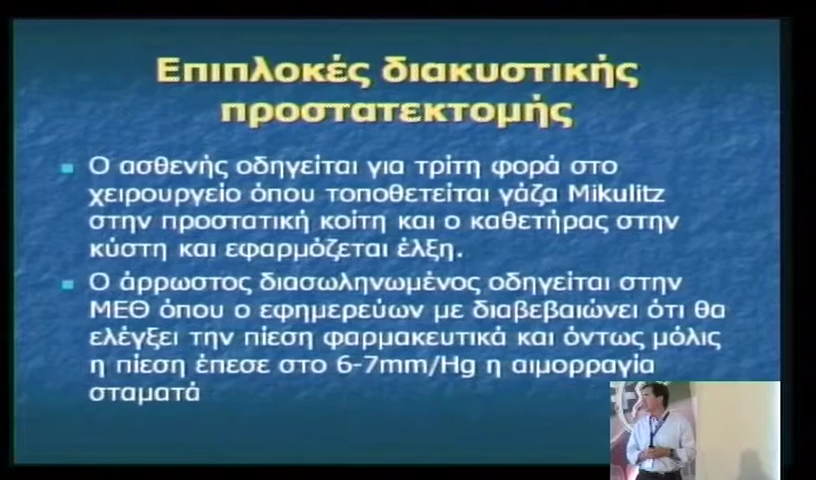 Επιπλοκές διακυστικής
προστατεκτομής
Ο ασθενής οδηγείται για τρίτη φορά στο
χειρουργείο όπου τοποθετείται γάζα Mikulitz
στην προστατική κοίτη και ο καθετήρας στην
κύστη και εφαρμόζεται έλξη.
Ο άρρωστος διασωληνωμένος οδηγείται στην
ΜΕΘ όπου ο εφημερεύων με διαβεβαιώνει ότι θα
ελέγξει την πίεση φαρμακευτικά και όντως μόλις
η πίεση έπεσε στο 6-7mm/Hg η αιμορραγία
σταματά